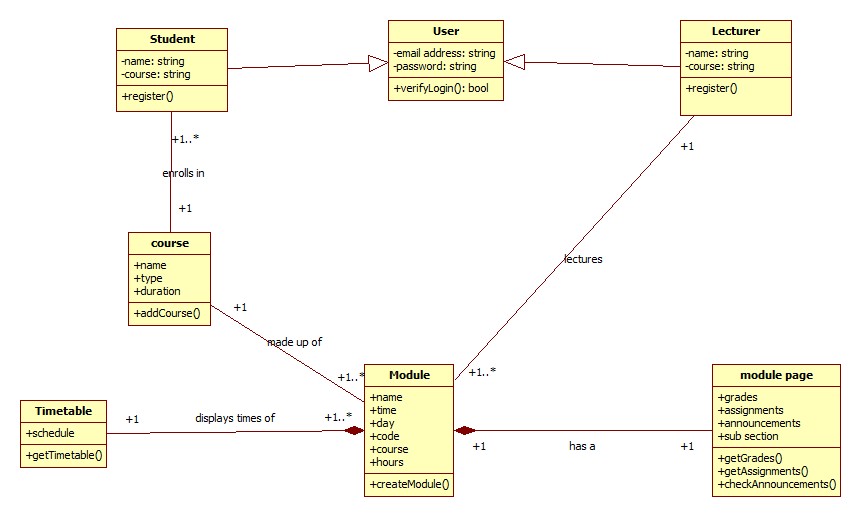 Student
-name: string
-course: string
+register()
User
-email address: string
-password: string
+verifyLogin(): bool
Lecturer
-name: string
-course: string
+register()
+1..*
enrolls in
+1
+1
lectures
+1..*
course
+name
+type
+duration
+addCourse()
+1
made up of
+1..*
Timetable
+schedule
+getTimetable()
+1
displays times of
+1..*
Module
+name
+time
+day
+code
+course
+hours
+createModule()
+1
has a
+1
module page
+grades
+assignments
+announcements
+sub section
+getGrades()
+getAssignments()
+checkAnnouncements()